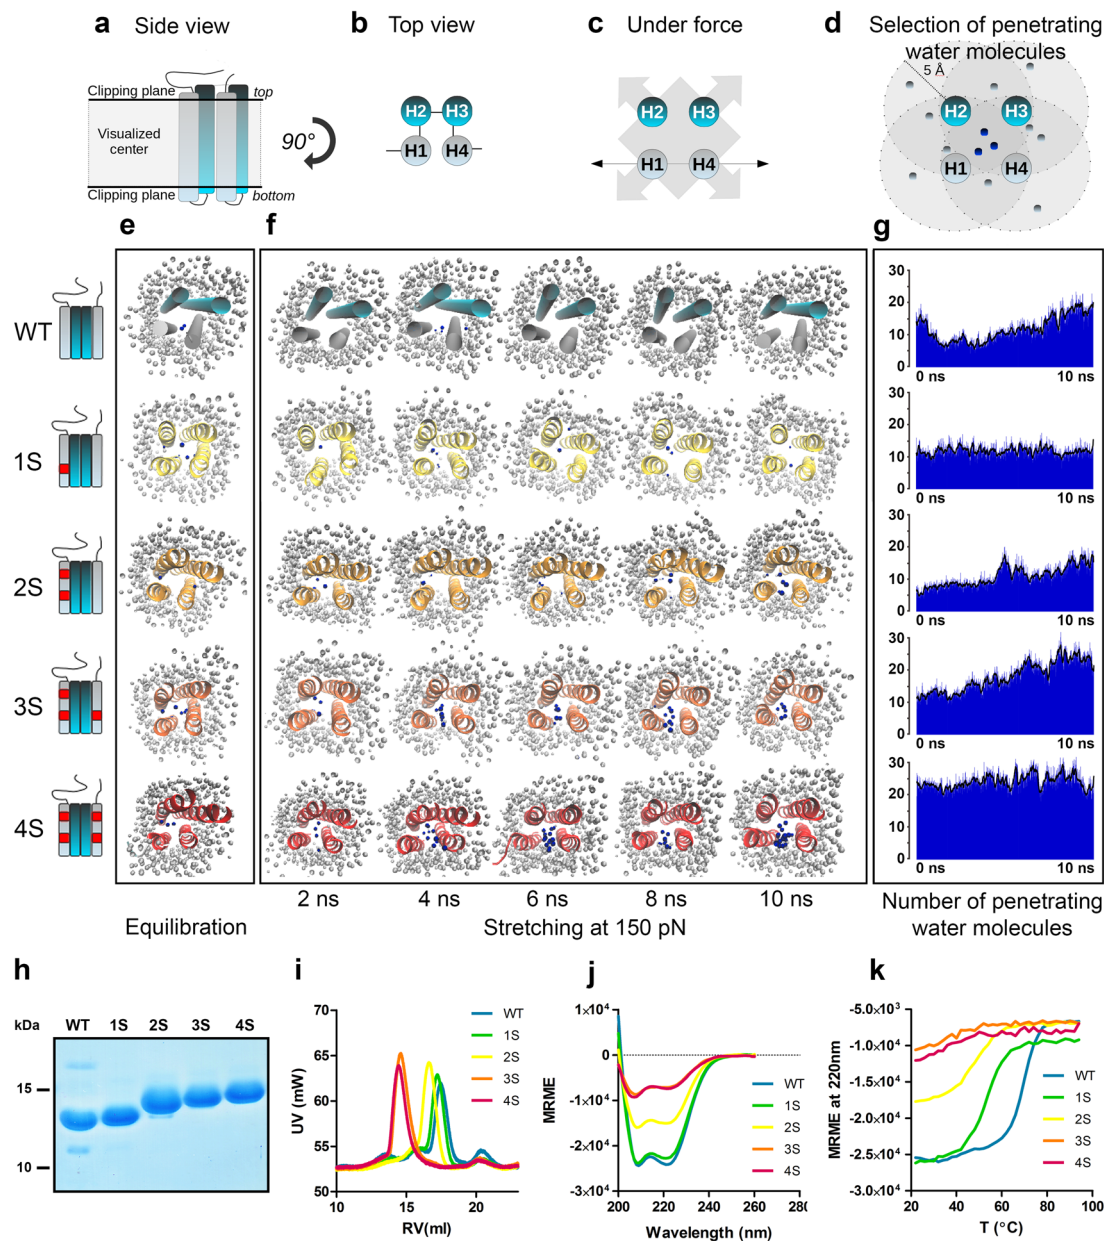 a Side view
b Top view
c Under force
d Selection of penetrating
water molecules
Clipping plane
top
Visualized
center
90°
Clipping plane
bottom
H2 H3
H1 H4
H2 H3
H1 H4
5 Å
H2 H3
H1 H4
e
f
g
WT
1S
2S
3S
4S
30
20
10
0
0 ns 10 ns
30
20
10
0
0 ns 10 ns
30
20
10
0
0 ns 10 ns
30
20
10
0
0 ns 10 ns
30
20
10
0
0 ns 10 ns
2 ns 4 ns 6 ns 8 ns 10 ns
Equilibration
Stretching at 150 pN
Number of penetrating
water molecules
h
kDa WT 1S 2S 3S 4S
15
10
i
UV (mW)
70
65
60
55
50
10 15 20
RV(ml)
WT
1S
2S
3S
4S
j
MRME
1×10⁴
0
-1×10⁴
-2×10⁴
-3×10⁴
200 220 240 260 280
Wavelength (nm)
WT
1S
2S
3S
4S
k
MRME at 220nm
-5.0×10³
-1.0×10⁴
-1.5×10⁴
-2.0×10⁴
-2.5×10⁴
-3.0×10⁴
20 40 60 80 100
T (°C)
WT
1S
2S
3S
4S